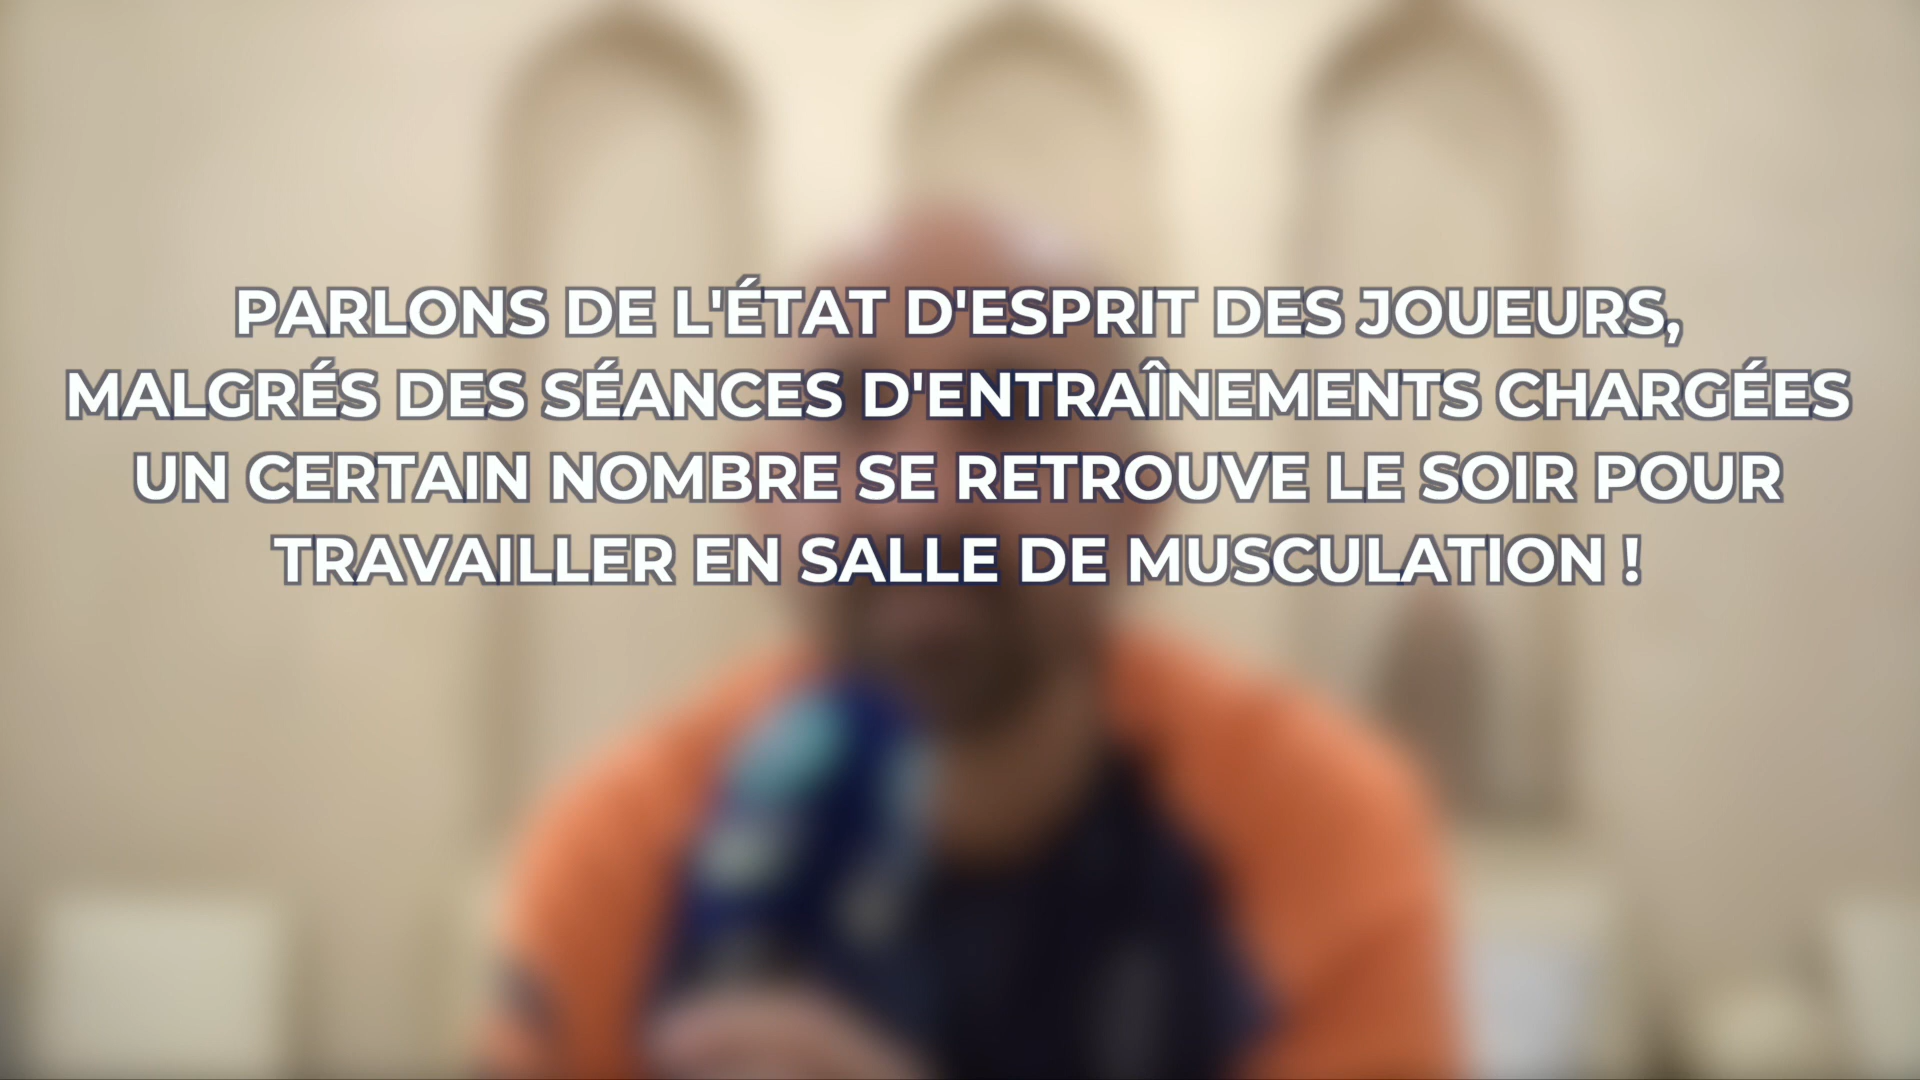 PARLONS DE L'ÉTAT D'ESPRIT DES JOUEURS,
MALGRÉS DES SÉANCES D'ENTRAÎNEMENTS CHARGÉES
UN CERTAIN NOMBRE SE RETROUVE LE SOIR POUR
TRAVAILLER EN SALLE DE MUSCULATION !